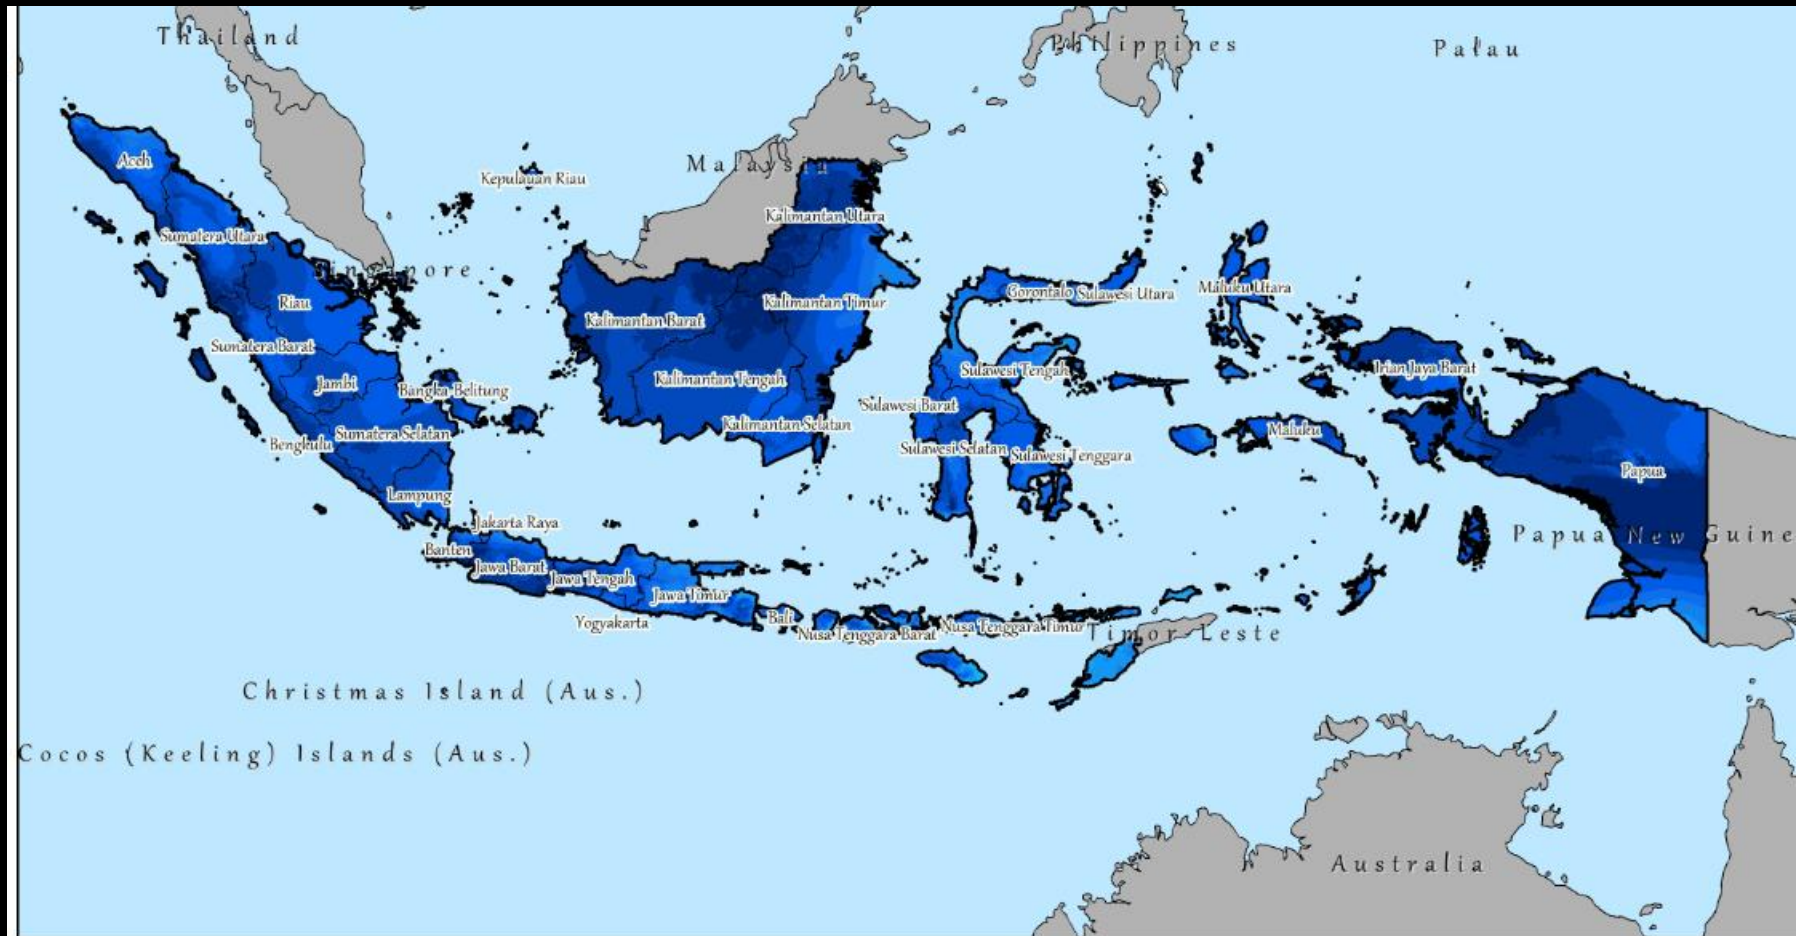 Thailand
Philippines
Palau
Aceh
Malaysia
Kepulauan Riau
Kalimantan Utara
Sumatera Utara
Singapore
Riau
Kalimantan Timur
Gorontalo
Sulawesi Utara
Maluku Utara
Kalimantan Barat
Sumatera Barat
Jambi
Bangka Belitung
Kalimantan Tengah
Sulawesi Tengah
Irian Jaya Barat
Sulawesi Barat
Kalimantan Selatan
Maluku
Sumatera Selatan
Bengkulu
Sulawesi Selatan
Sulawesi Tenggara
Papua
Lampung
Jakarta Raya
Papua New Guine
Banten
Jawa Barat
Jawa Tengah
Jawa Timur
Yogyakarta
Bali
Nusa Tenggara Barat
Nusa Tenggara Timur
Timor-Leste
Christmas Island (Aus.)
Cocos (Keeling) Islands (Aus.)
Australia